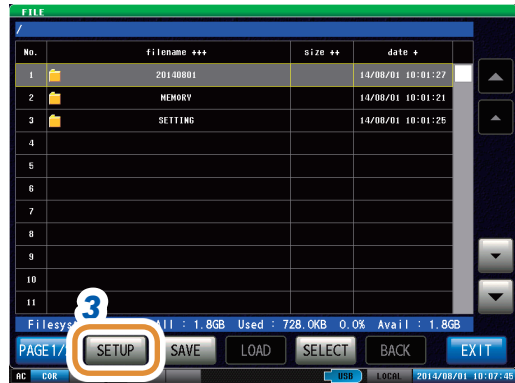 FILE
/
No. filename +++ size ++ date +
1 20140801 14/08/01 10:01:27
2 MEMORY 14/08/01 10:01:21
3 SETTING 14/08/01 10:01:26
4
5
6
7
8
9
10
11
3
Filesys All : 1.8GB Used : 728.0KB 0.0% Avail : 1.8GB
PAGE1/ SETUP SAVE LOAD SELECT BACK EXIT
AC COR USB LOCAL 2014/08/01 10:07:46